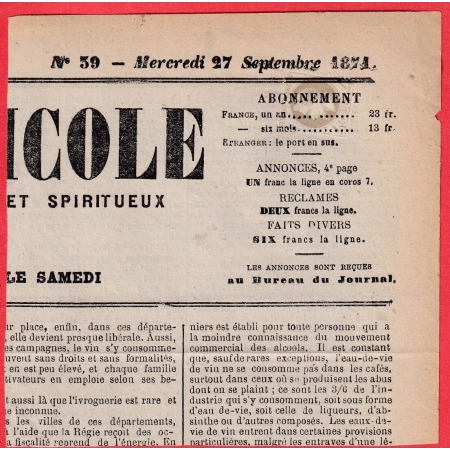 N° 39 — Mercredi 27 Septembre 1871.
ICOLE
ET SPIRITUEUX
LE SAMEDI
ABONNEMENT
FRANCE, un an..... ....... 23 fr.
— six mois........... 13 fr.
ETRANGER : le port en sus.
ANNONCES, 4e page
UN franc la ligne en coros 7.
RECLAMES
DEUX francs la ligne.
FAITS DIVERS
SIX francs la ligne.
LES ANNONCES SONT REÇUES
au Bureau du Journal.
ur place, enfin, dans ces départe-
, elle devient presque libérale. Aussi,
es campagnes, le vin s'y consomme-
uvent sans droits et sans formalités,
x en est peu élevé, et chaque famille
tivateurs en emploie selon ses be-
t aussi là que l'ivrognerie est rare et
e inconnue.
s les villes de ces départements,
à l'aide que la Régie reçoit des oc-
a fiscalité reprend de l'énergie. En
niers est établi pour toute personne qui a
la moindre connaissance du mouvement
commercial des alcools. Il est constant
que, sauf de rares exceptions, l'eau-de-vie
de vin ne se consomme pas dans les cafés,
surtout dans ceux où se produisent les abus
dont on se plaint ; ce sont les 3/6 de l'in-
dustrie qui s'y consomment, soit sous forme
d'eau-de-vie, soit celle de liqueurs, d'ab-
sinthe ou d'autres composés. Les eaux-de-
vie de vin entrent dans certaines provisions
particulières, malgré les entraves d'une lé-